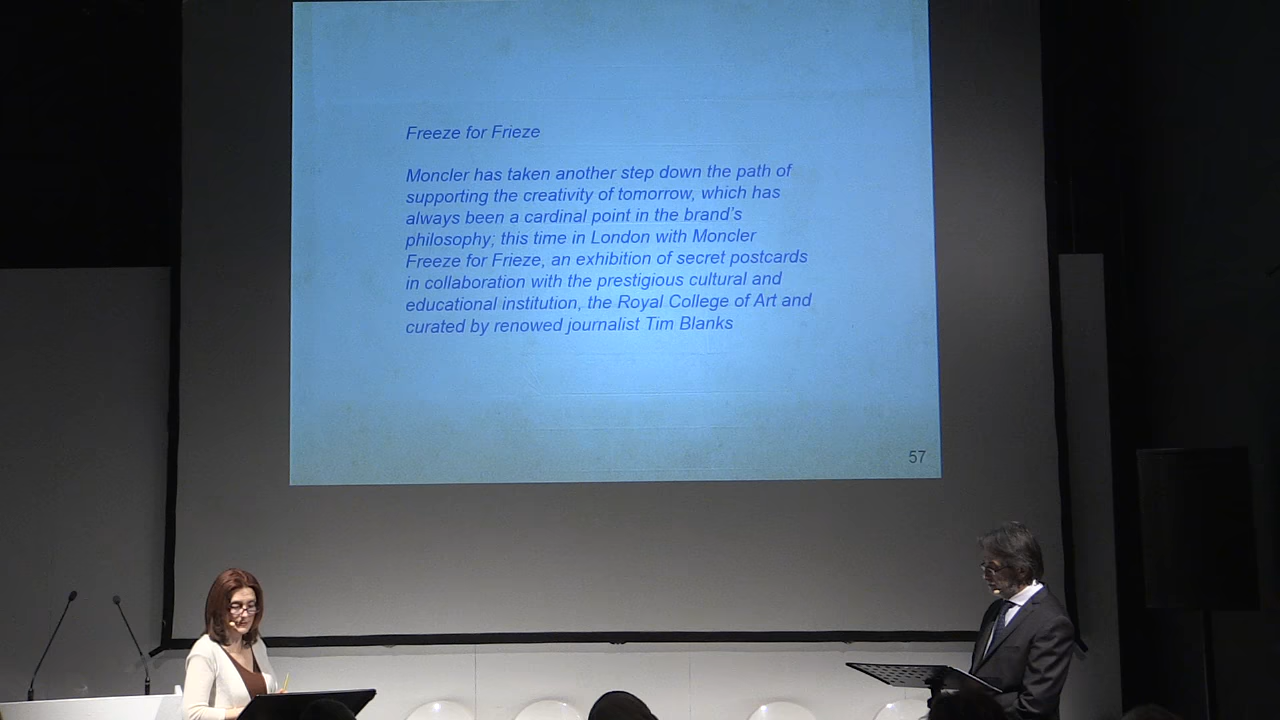 Freeze for Frieze
Moncler has taken another step down the path of
supporting the creativity of tomorrow, which has
always been a cardinal point in the brand's
philosophy; this time in London with Moncler
Freeze for Frieze, an exhibition of secret postcards
in collaboration with the prestigious cultural and
educational institution, the Royal College of Art and
curated by renowed journalist Tim Blanks
57